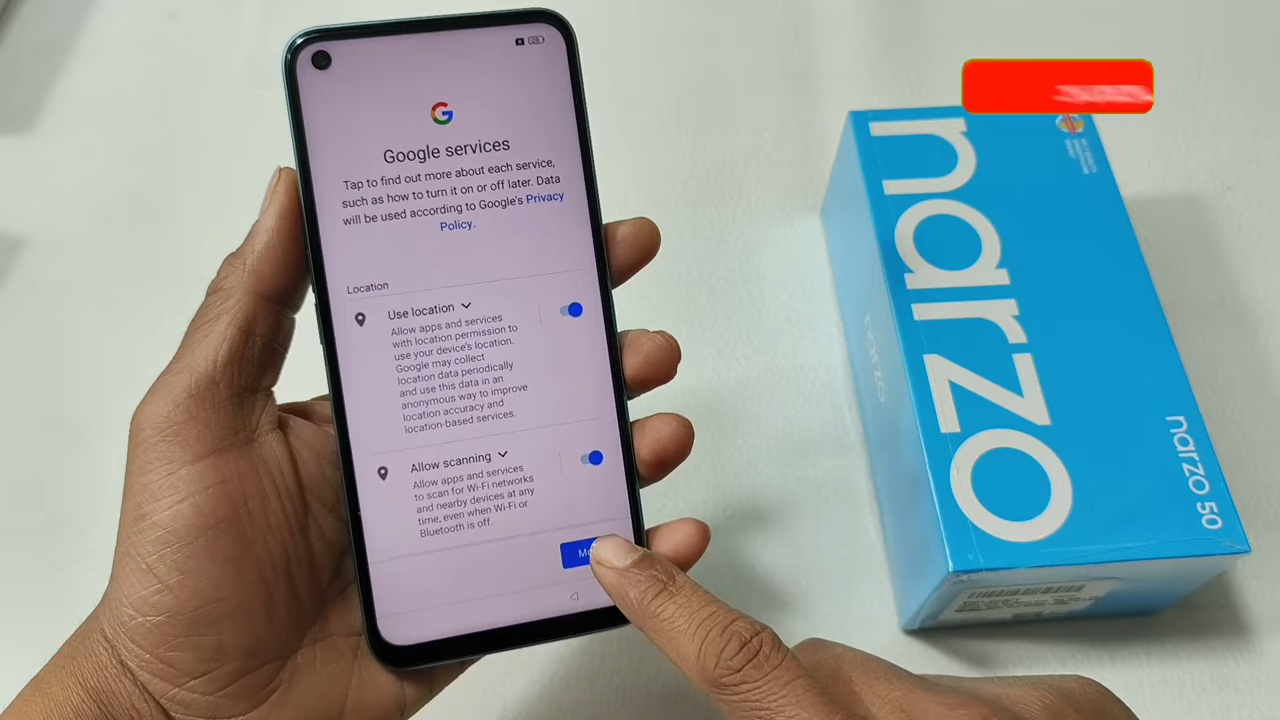 G
Google services
Tap to find out more about each service,
such as how to turn it on or off later. Data
will be used according to Google's Privacy
Policy.
Location
Use location
Allow apps and services
with location permission to
use your device's location.
Google may collect
location data periodically
and use this data in an
anonymous way to improve
location accuracy and
location-based services.
Allow scanning
Allow apps and services
to scan for Wi-Fi networks
and nearby devices at any
time, even when Wi-Fi or
Bluetooth is off.
narzo
narzo
narzo 50